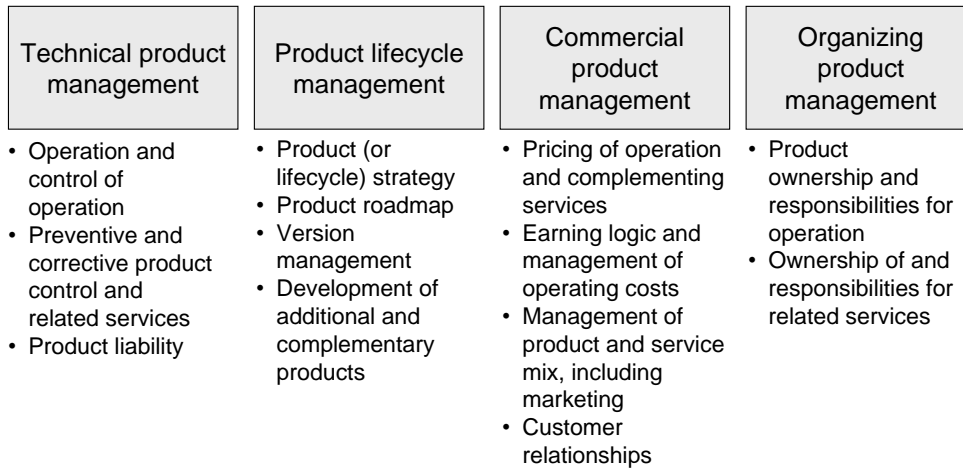 Technical product
management
• Operation and
control of
operation
• Preventive and
corrective product
control and
related services
• Product liability
Product lifecycle
management
• Product (or
lifecycle) strategy
• Product roadmap
• Version
management
• Development of
additional and
complementary
products
Commercial
product
management
• Pricing of operation
and complementing
services
• Earning logic and
management of
operating costs
• Management of
product and service
mix, including
marketing
• Customer
relationships
Organizing
product
management
• Product
ownership and
responsibilities for
operation
• Ownership of and
responsibilities for
related services